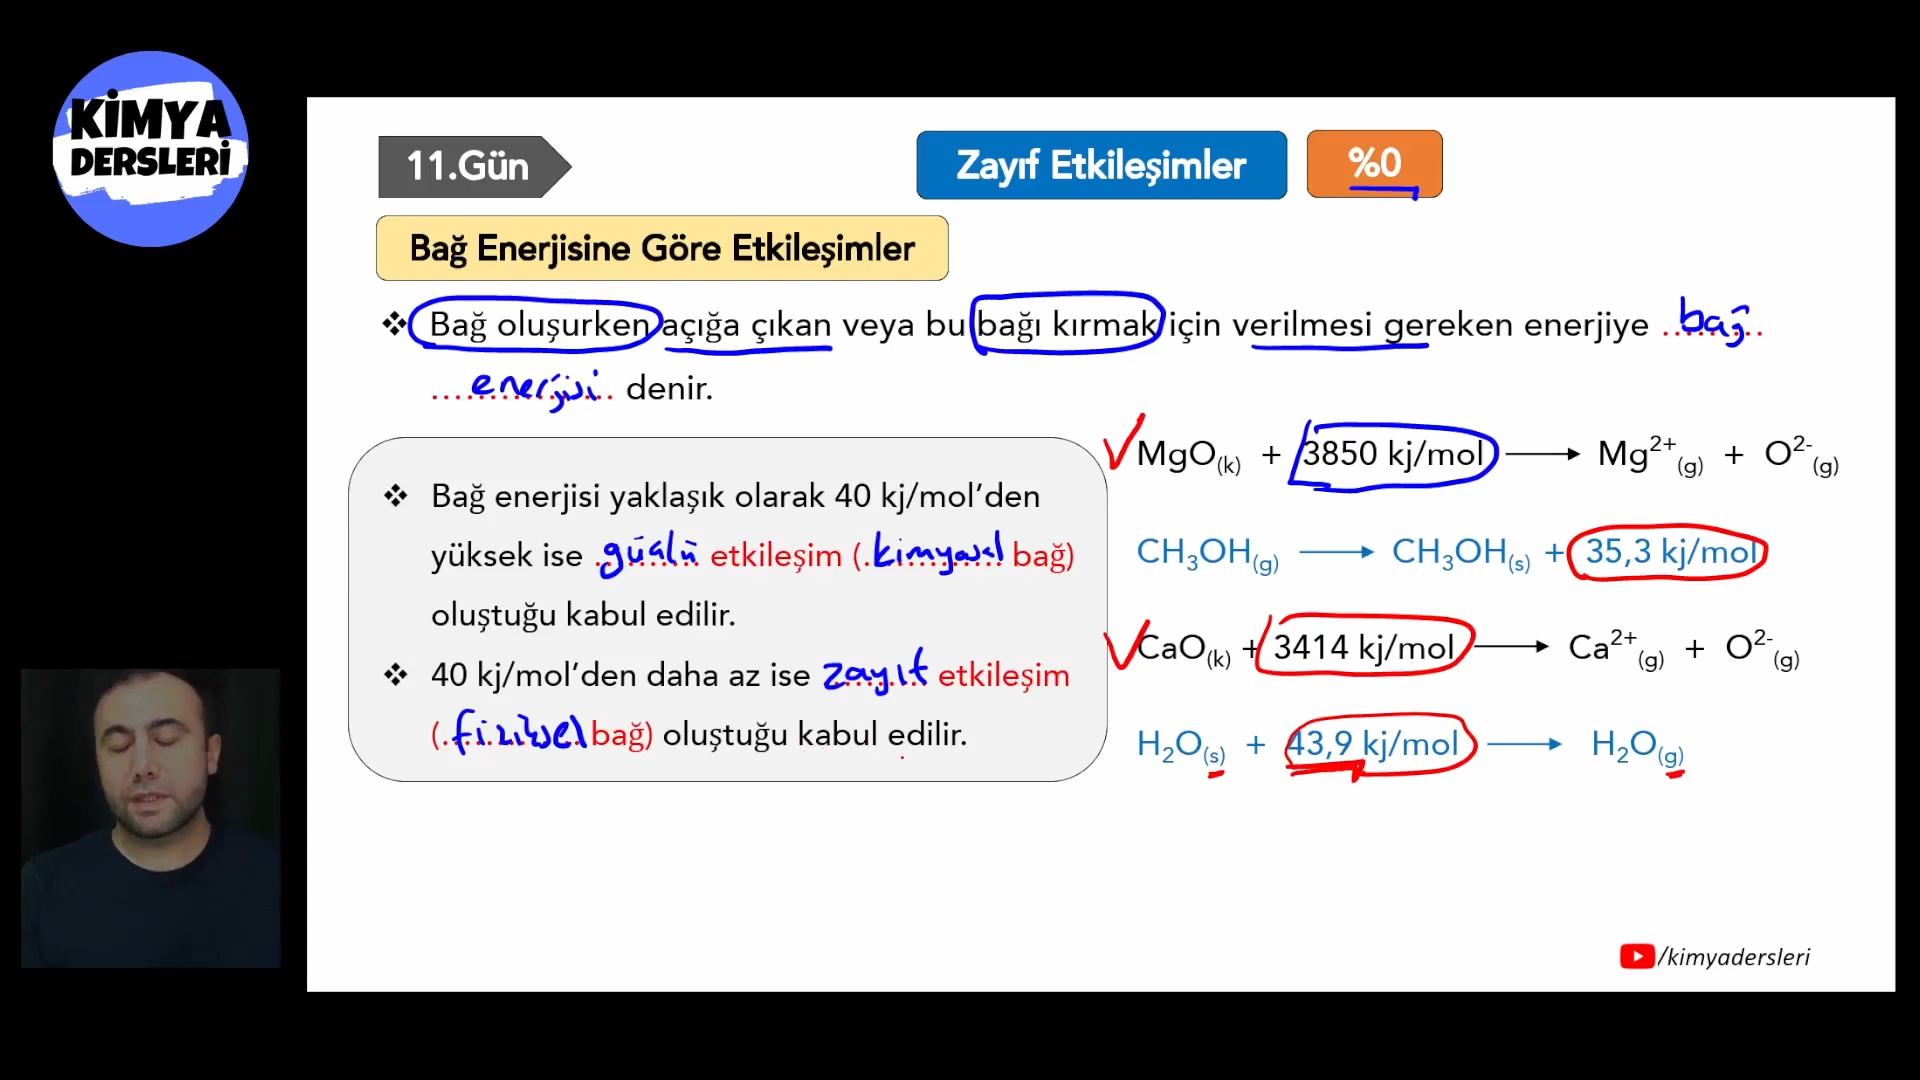 KİMYA
DERSLERİ
11.Gün
Zayıf Etkileşimler
%0
Bağ Enerjisine Göre Etkileşimler
❖ Bağ oluşurken açığa çıkan veya bu bağı kırmak için verilmesi gereken enerjiye bağ
enerjisi denir.
❖ Bağ enerjisi yaklaşık olarak 40 kj/mol’den
yüksek ise güçlü etkileşim (kimyasal bağ)
oluştuğu kabul edilir.
❖ 40 kj/mol’den daha az ise zayıf etkileşim
(fiziksel bağ) oluştuğu kabul edilir.
MgO(k) + 3850 kj/mol → Mg²⁺(g) + O²⁻(g)
CH₃OH(g) → CH₃OH(s) + 35,3 kj/mol
CaO(k) + 3414 kj/mol → Ca²⁺(g) + O²⁻(g)
H₂O(s) + 43,9 kj/mol → H₂O(g)
/kimyadersleri